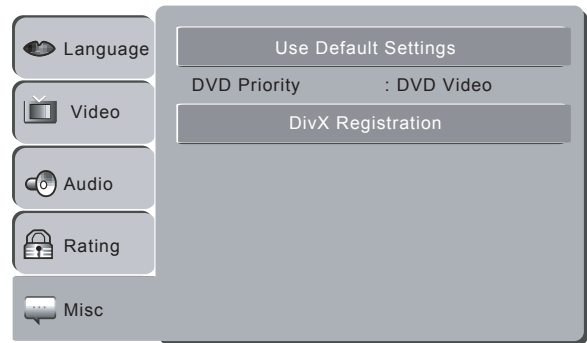 Language
Video
Audio
Rating
Misc
Use Default Settings
DVD Priority : DVD Video
DivX Registration